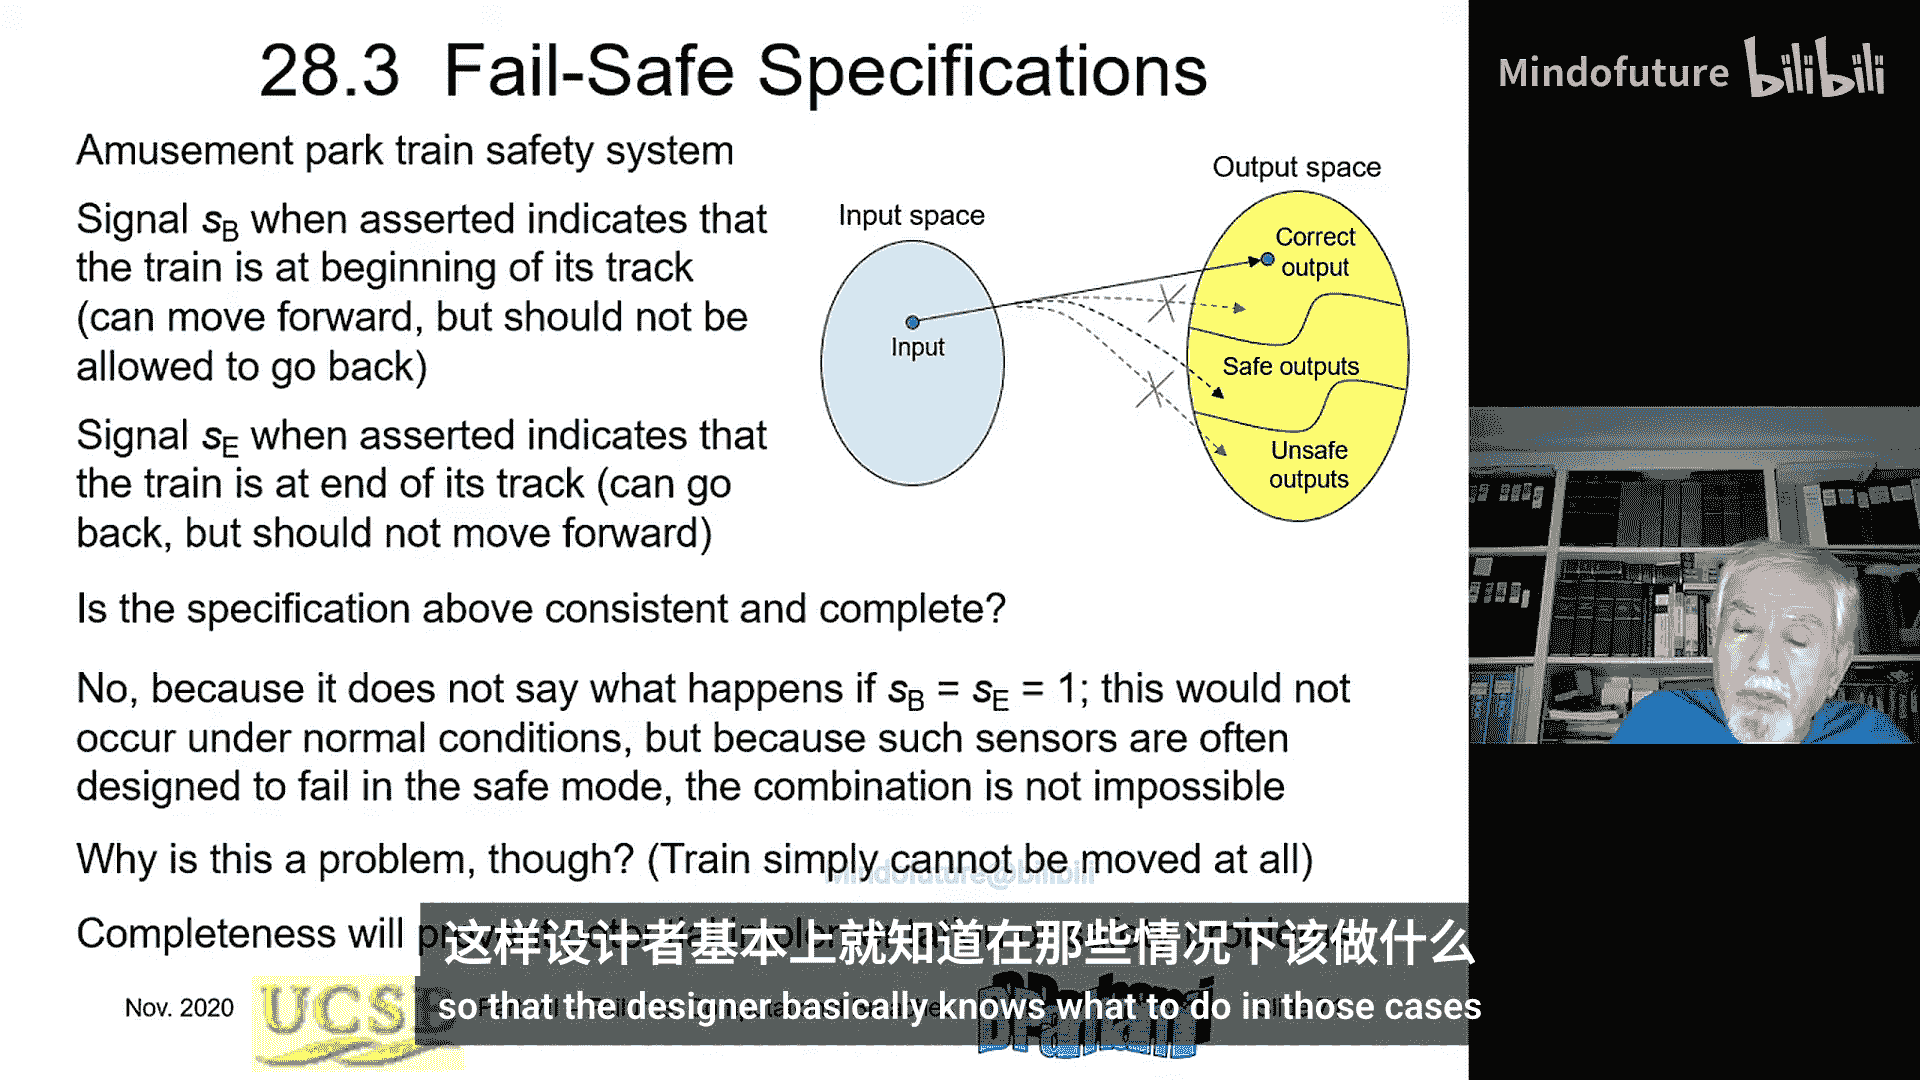 28.3 Fail-Safe Specifications
Mindofuture bilibili
Amusement park train safety system
Signal sB when asserted indicates that
the train is at beginning of its track
(can move forward, but should not be
allowed to go back)
Signal sE when asserted indicates that
the train is at end of its track (can go
back, but should not move forward)
Input space
Input
Output space
Correct
output
Safe outputs
Unsafe
outputs
Is the specification above consistent and complete?
No, because it does not say what happens if sB = sE = 1; this would not
occur under normal conditions, but because such sensors are often
designed to fail in the safe mode, the combination is not impossible
Why is this a problem, though? (Train simply cannot be moved at all)
Mindofuture@bilibili
Completeness will
这样设计者基本上就知道在那些情况下该做什么
so that the designer basically knows what to do in those cases
Nov. 2020
UCSB
BParhami